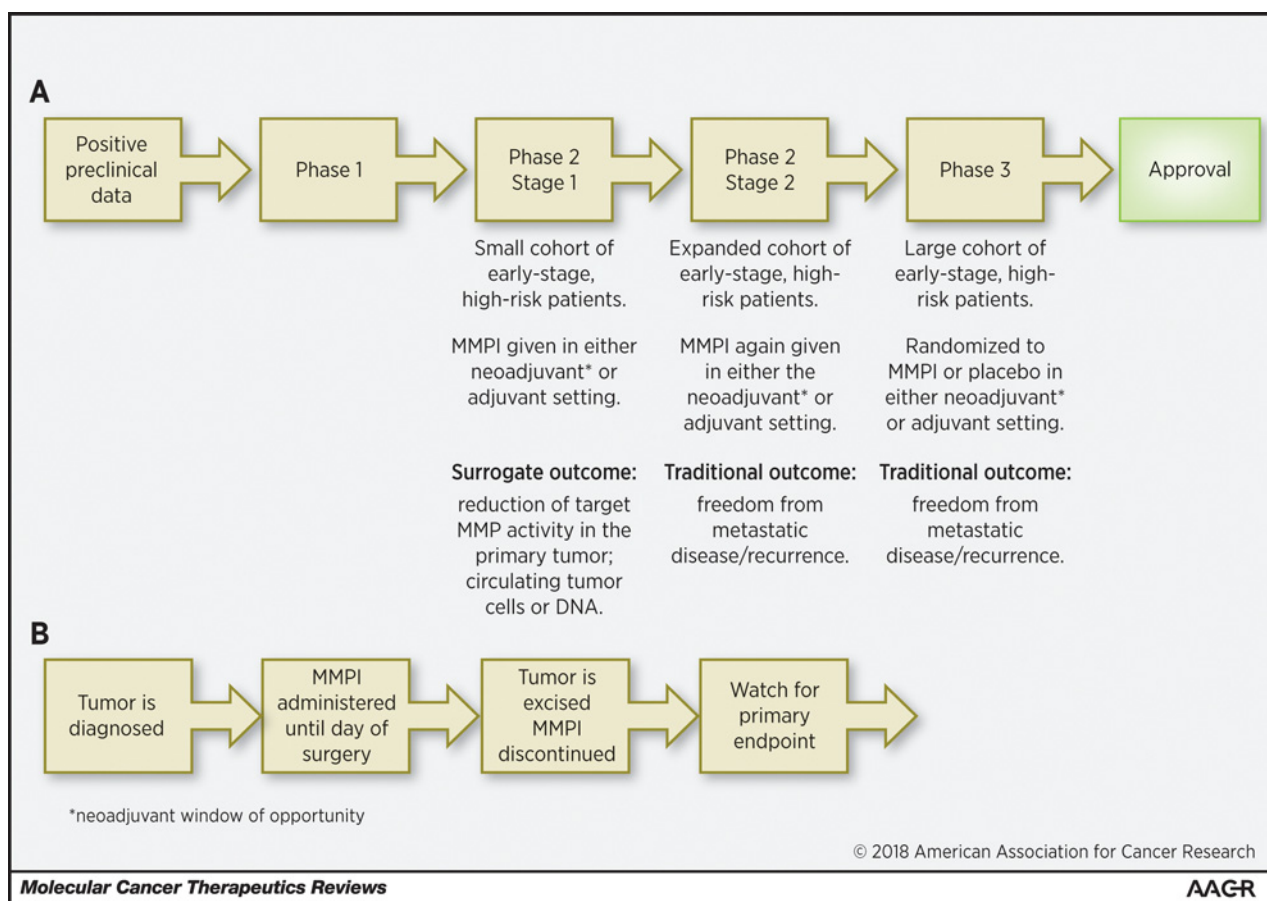 A
Positive
preclinical
data
Phase 1
Phase 2
Stage 1
Phase 2
Stage 2
Phase 3
Approval
Small cohort of
early-stage,
high-risk patients.
MMPI given in either
neoadjuvant* or
adjuvant setting.
Surrogate outcome:
reduction of target
MMP activity in the
primary tumor;
circulating tumor
cells or DNA.
Expanded cohort of
early-stage, high-
risk patients.
MMPI again given
in either the
neoadjuvant* or
adjuvant setting.
Traditional outcome:
freedom from
metastatic
disease/recurrence.
Large cohort of
early-stage, high-
risk patients.
Randomized to
MMPI or placebo in
either neoadjuvant*
or adjuvant setting.
Traditional outcome:
freedom from
metastatic
disease/recurrence.
B
Tumor is
diagnosed
MMPI
administered
until day of
surgery
Tumor is
excised
MMPI
discontinued
Watch for
primary
endpoint
*neoadjuvant window of opportunity
© 2018 American Association for Cancer Research
Molecular Cancer Therapeutics Reviews
AACR